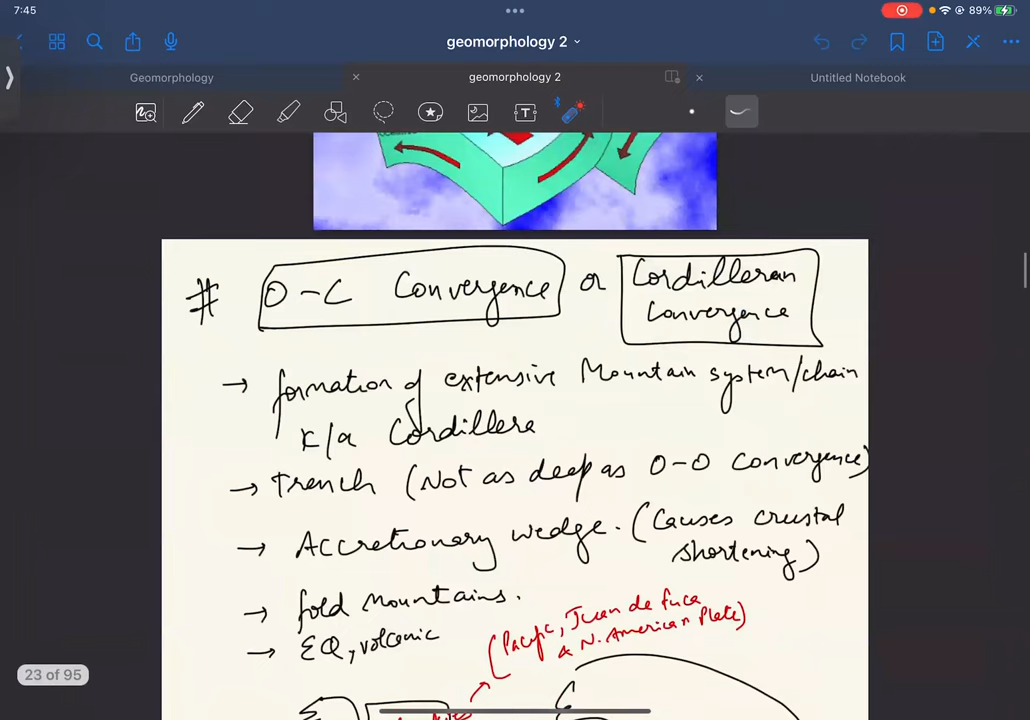 7:45
89%
geomorphology 2
Geomorphology
geomorphology 2
Untitled Notebook
# O-C Convergence or Cordilleran
Convergence
→ formation of extensive Mountain system/chain
K/a Cordillera
→ trench (Not as deep as O-O convergence)
→ Accretionary wedge. (Causes crustal
shortening)
→ fold Mountains.
→ EQ, volcanic
(Pacific, Juan de fuca
& N. American Plate)
23 of 95